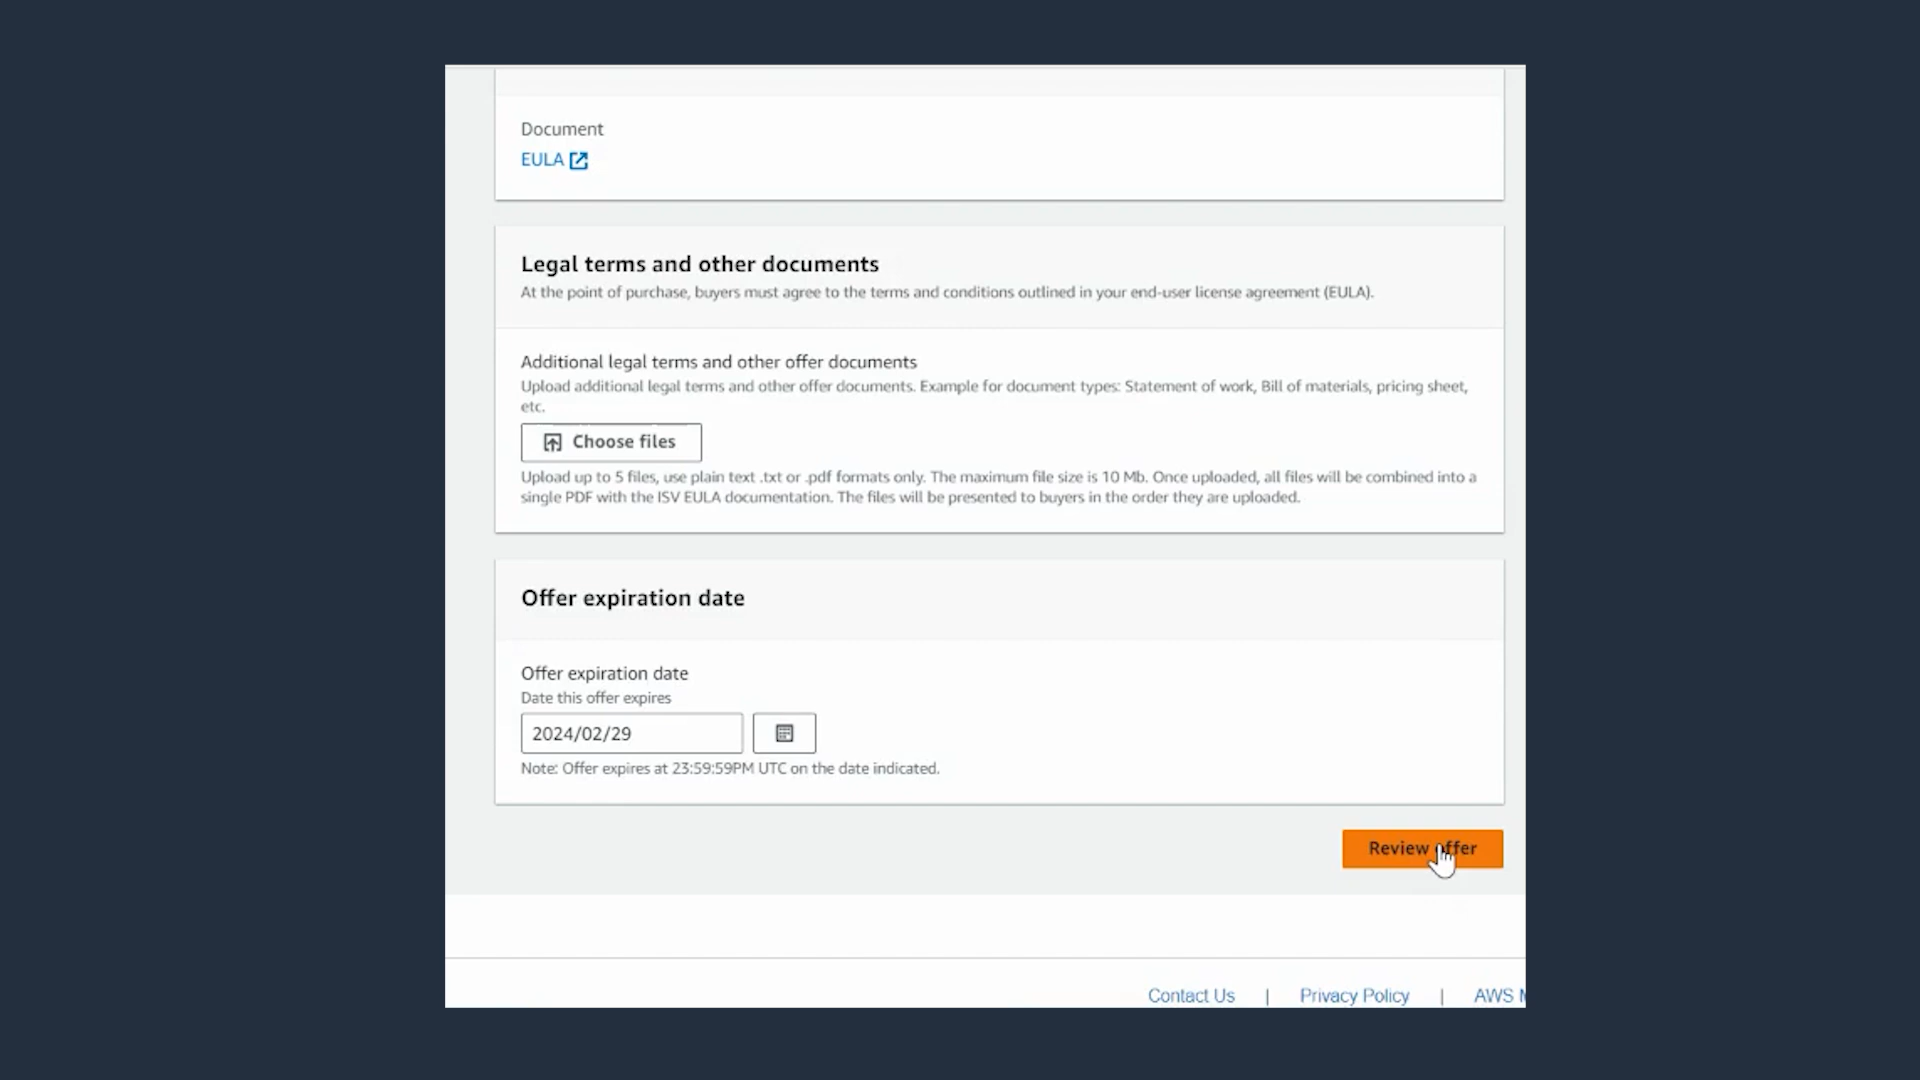 Document
EULA
Legal terms and other documents
At the point of purchase, buyers must agree to the terms and conditions outlined in your end-user license agreement (EULA).
Additional legal terms and other offer documents
Upload additional legal terms and other offer documents. Example for document types: Statement of work, Bill of materials, pricing sheet,
etc.
Choose files
Upload up to 5 files, use plain text .txt or .pdf formats only. The maximum file size is 10 Mb. Once uploaded, all files will be combined into a
single PDF with the ISV EULA documentation. The files will be presented to buyers in the order they are uploaded.
Offer expiration date
Offer expiration date
Date this offer expires
2024/02/29
Note: Offer expires at 23:59:59PM UTC on the date indicated.
Review offer
Contact Us | Privacy Policy | AWS